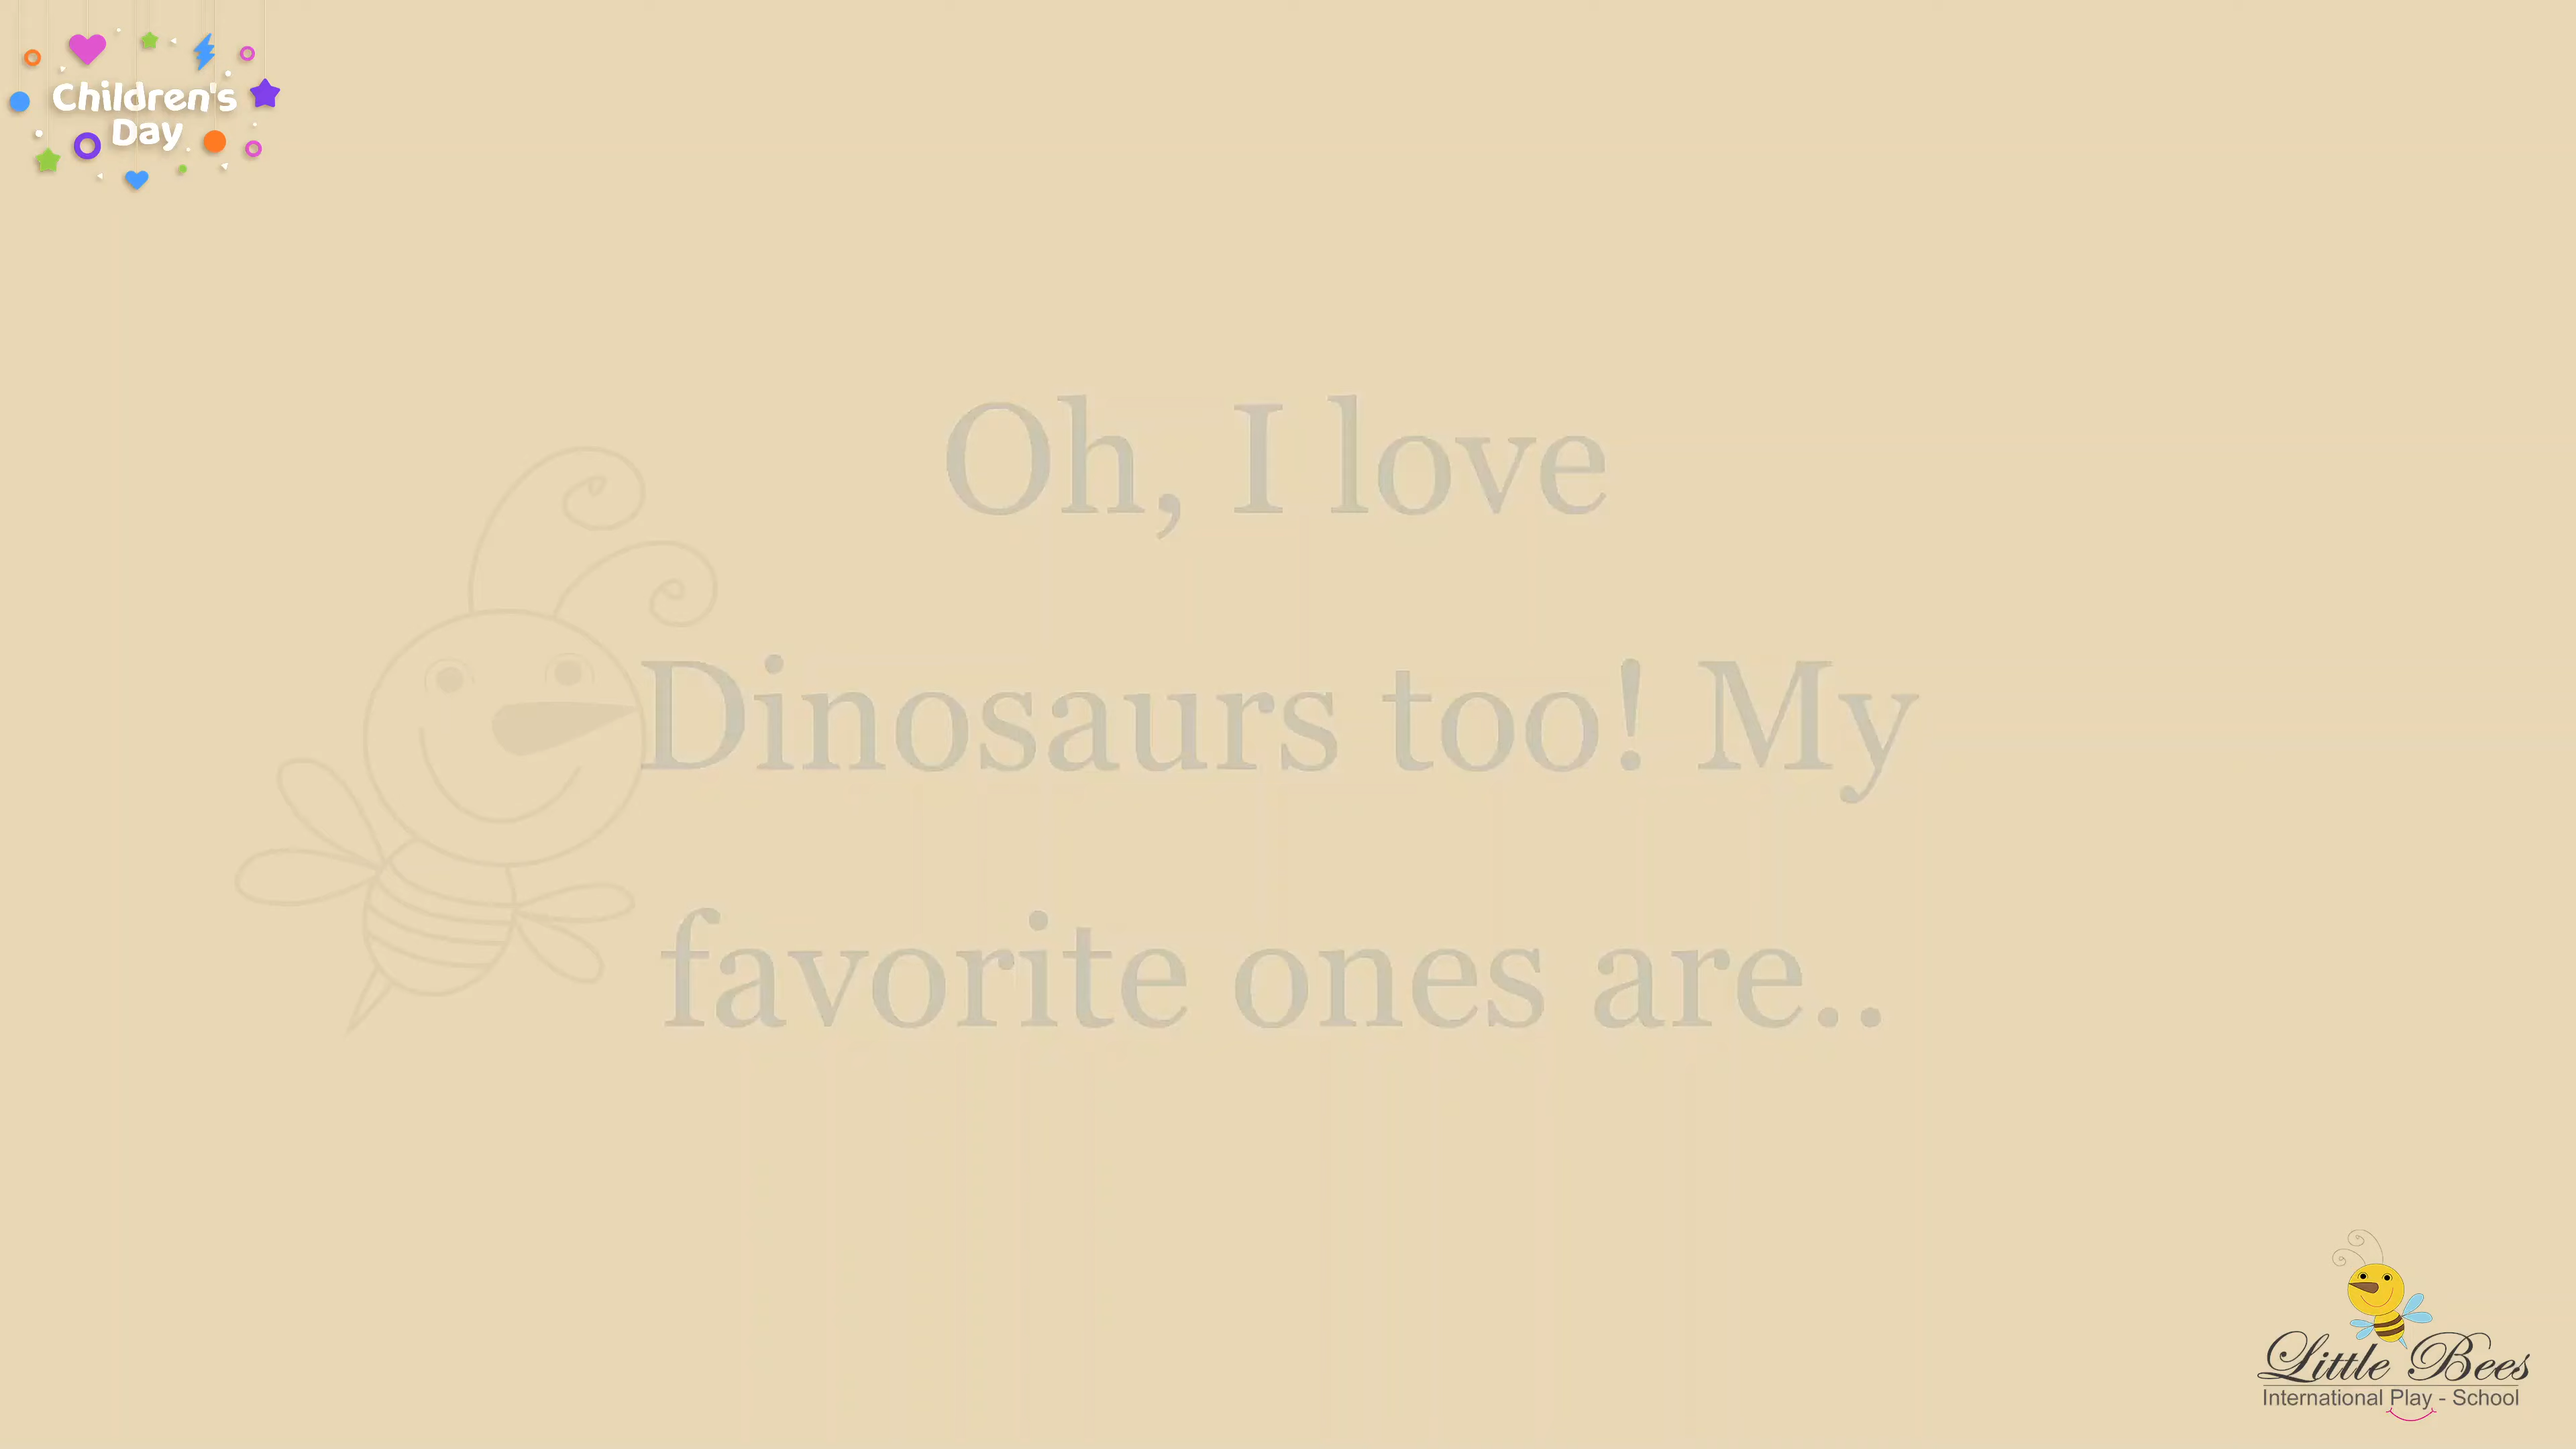 Children's
Day
Oh, I love
Dinosaurs too! My
favorite ones are..
Little Bees
International Play - School